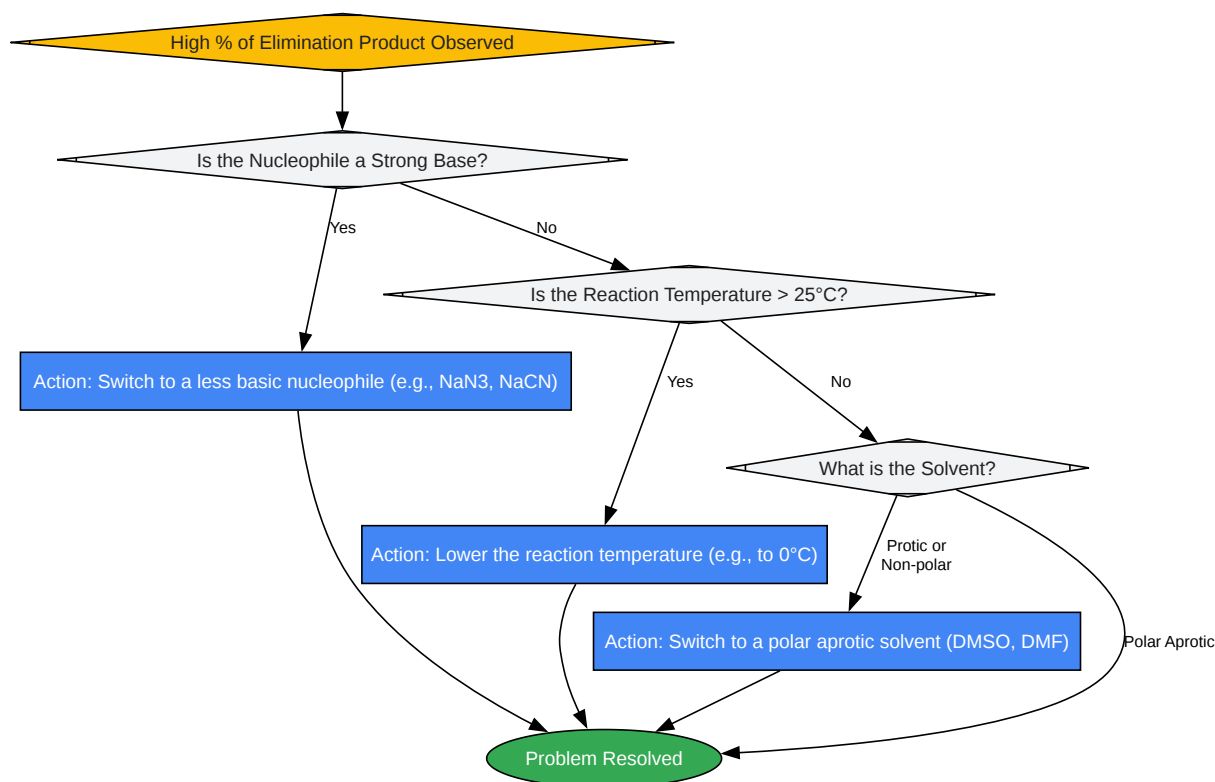 High % of Elimination Product Observed
Is the Nucleophile a Strong Base?
Yes
No
Is the Reaction Temperature > 25°C?
Action: Switch to a less basic nucleophile (e.g., NaN3, NaCN)
Yes
No
What is the Solvent?
Action: Lower the reaction temperature (e.g., to 0°C)
Protic or
Non-polar
Action: Switch to a polar aprotic solvent (DMSO, DMF)
Polar Aprotic
Problem Resolved